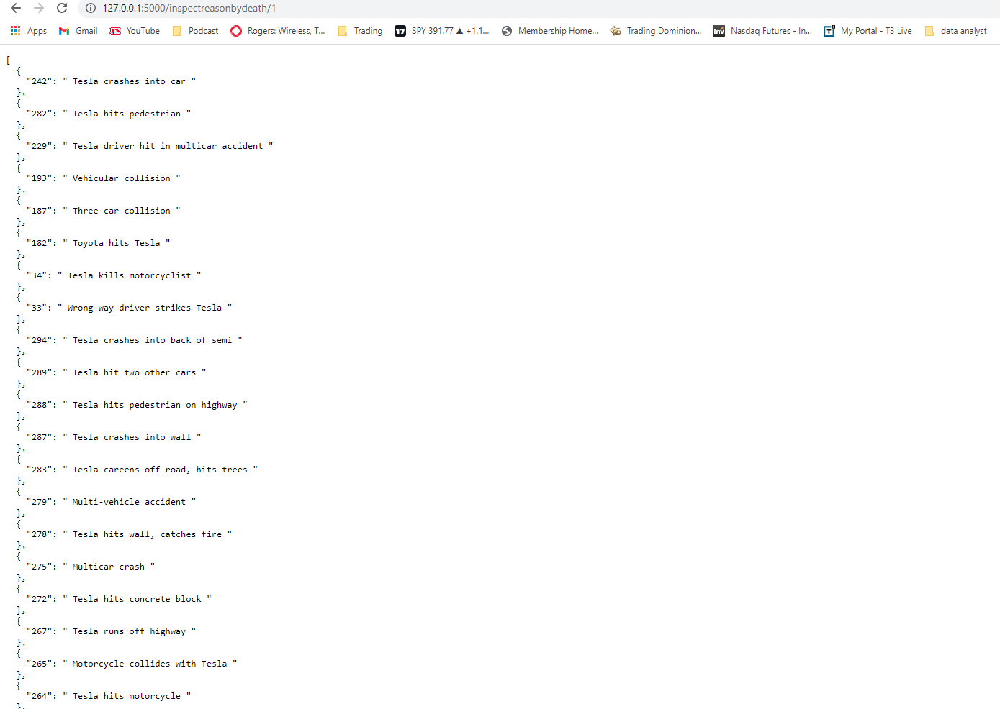 127.0.0.1:5000/inspectreasonbydeath/1
Apps Gmail YouTube Podcast Rogers: Wireless, T... Trading SPY 391.77 ▲ +1.1... Membership Home... Trading Dominion... Nasdaq Futures - In... My Portal - T3 Live data analyst
[
{
"242": " Tesla crashes into car "
},
{
"282": " Tesla hits pedestrian "
},
{
"229": " Tesla driver hit in multicar accident "
},
{
"193": " Vehicular collision "
},
{
"187": " Three car collision "
},
{
"182": " Toyota hits Tesla "
},
{
"34": " Tesla kills motorcyclist "
},
{
"33": " Wrong way driver strikes Tesla "
},
{
"294": " Tesla crashes into back of semi "
},
{
"289": " Tesla hit two other cars "
},
{
"288": " Tesla hits pedestrian on highway "
},
{
"287": " Tesla crashes into wall "
},
{
"283": " Tesla careens off road, hits trees "
},
{
"279": " Multi-vehicle accident "
},
{
"278": " Tesla hits wall, catches fire "
},
{
"275": " Multicar crash "
},
{
"272": " Tesla hits concrete block "
},
{
"267": " Tesla runs off highway "
},
{
"265": " Motorcycle collides with Tesla "
},
{
"264": " Tesla hits motorcycle "
},